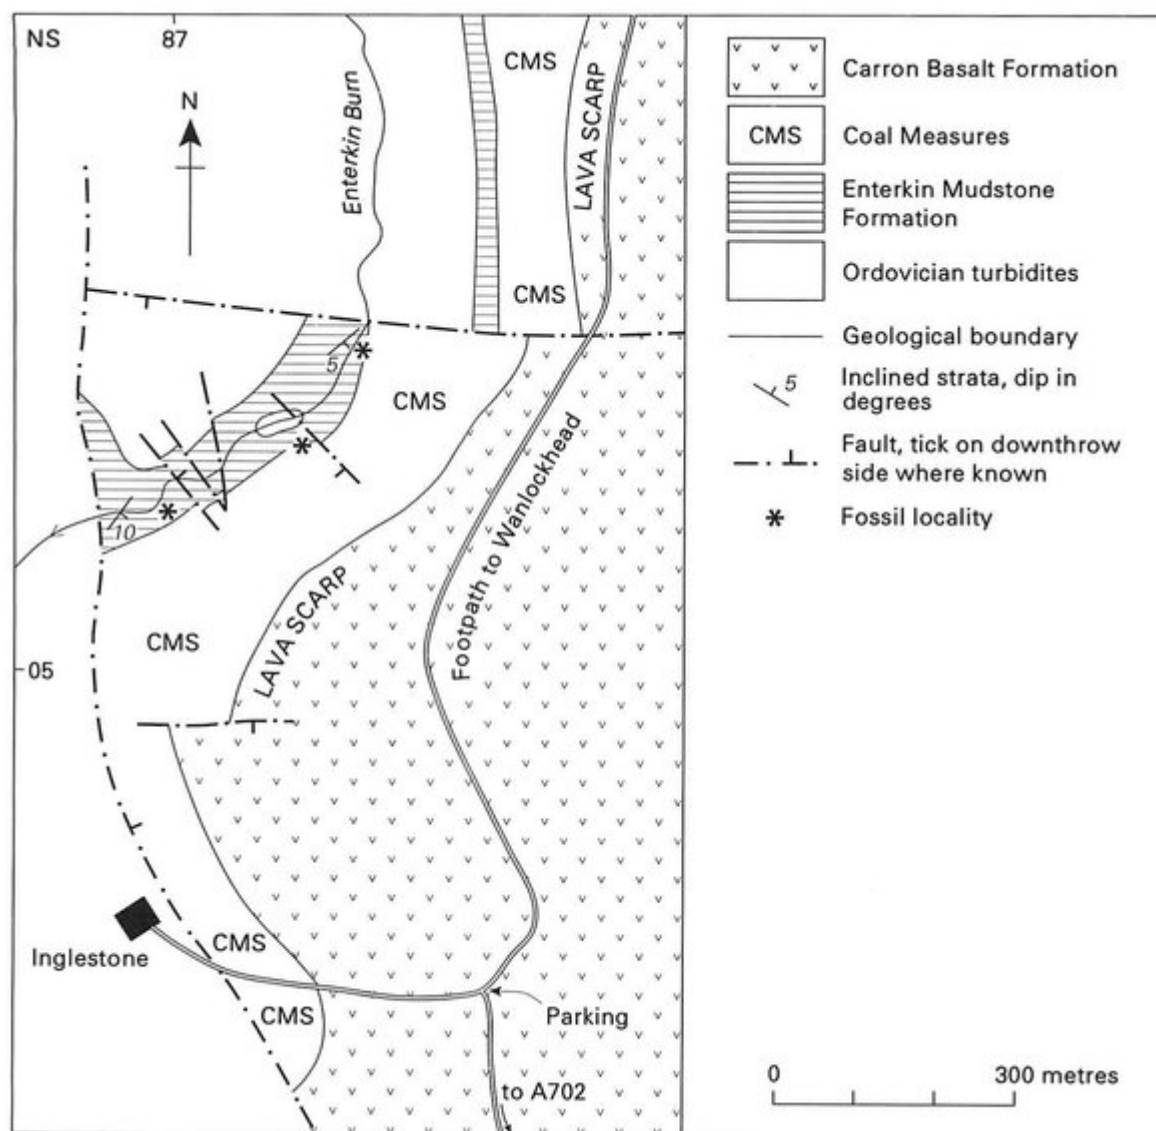 NS
87
N
Enterkin Burn
CMS
LAVA SCARP
CMS
5
CMS
10
Footpath to Wanlockhead
LAVA SCARP
CMS
05
CMS
Inglestone
CMS
Parking
to A702
Carron Basalt Formation
CMS
Coal Measures
Enterkin Mudstone
Formation
Ordovician turbidites
Geological boundary
5
Inclined strata, dip in
degrees
Fault, tick on downthrow
side where known
Fossil locality
0
300 metres